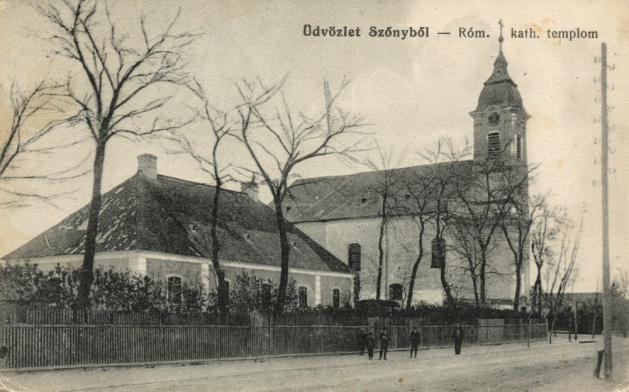 Üdvözlet Szőnyből — Róm. kath. templom